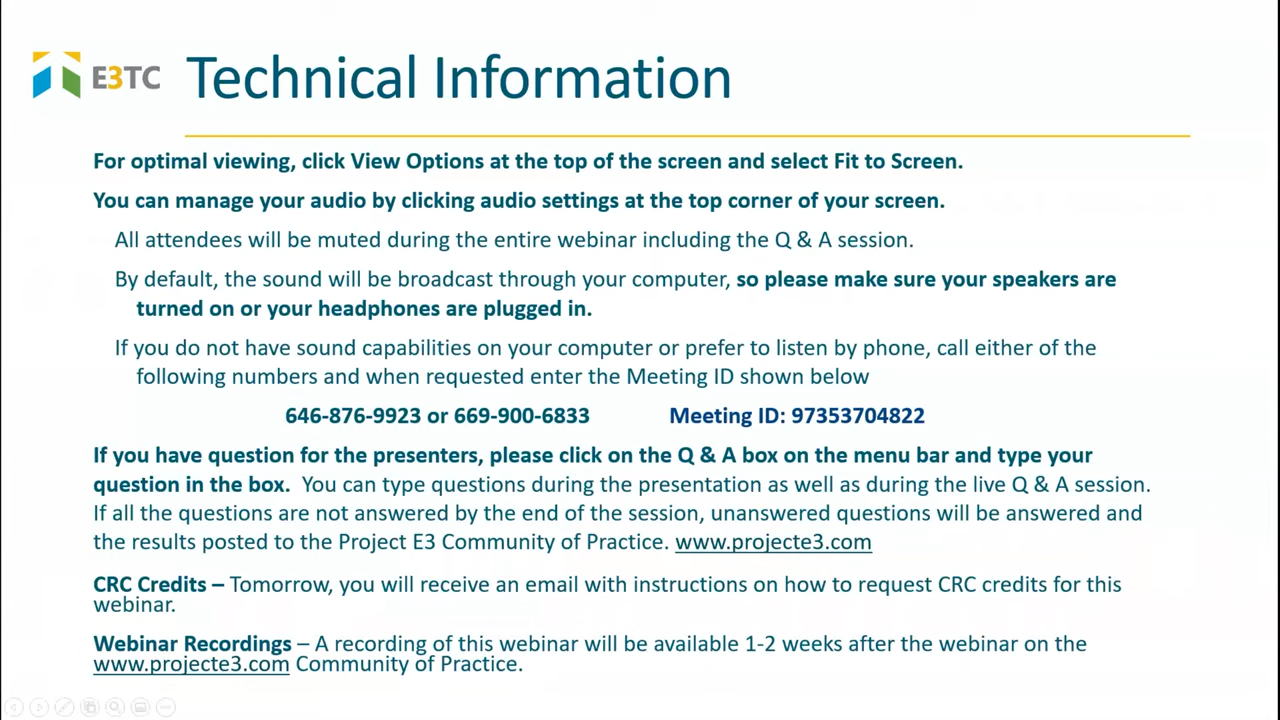 E3TC
Technical Information
For optimal viewing, click View Options at the top of the screen and select Fit to Screen.
You can manage your audio by clicking audio settings at the top corner of your screen.
All attendees will be muted during the entire webinar including the Q & A session.
By default, the sound will be broadcast through your computer, so please make sure your speakers are
turned on or your headphones are plugged in.
If you do not have sound capabilities on your computer or prefer to listen by phone, call either of the
following numbers and when requested enter the Meeting ID shown below
646-876-9923 or 669-900-6833 Meeting ID: 97353704822
If you have question for the presenters, please click on the Q & A box on the menu bar and type your
question in the box. You can type questions during the presentation as well as during the live Q & A session.
If all the questions are not answered by the end of the session, unanswered questions will be answered and
the results posted to the Project E3 Community of Practice. www.projecte3.com
CRC Credits – Tomorrow, you will receive an email with instructions on how to request CRC credits for this
webinar.
Webinar Recordings – A recording of this webinar will be available 1-2 weeks after the webinar on the
www.projecte3.com Community of Practice.